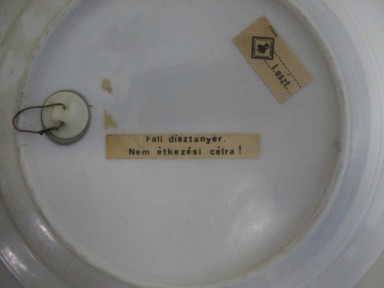 I.oszt.
Fali dísztányér.
Nem étkezési célra!